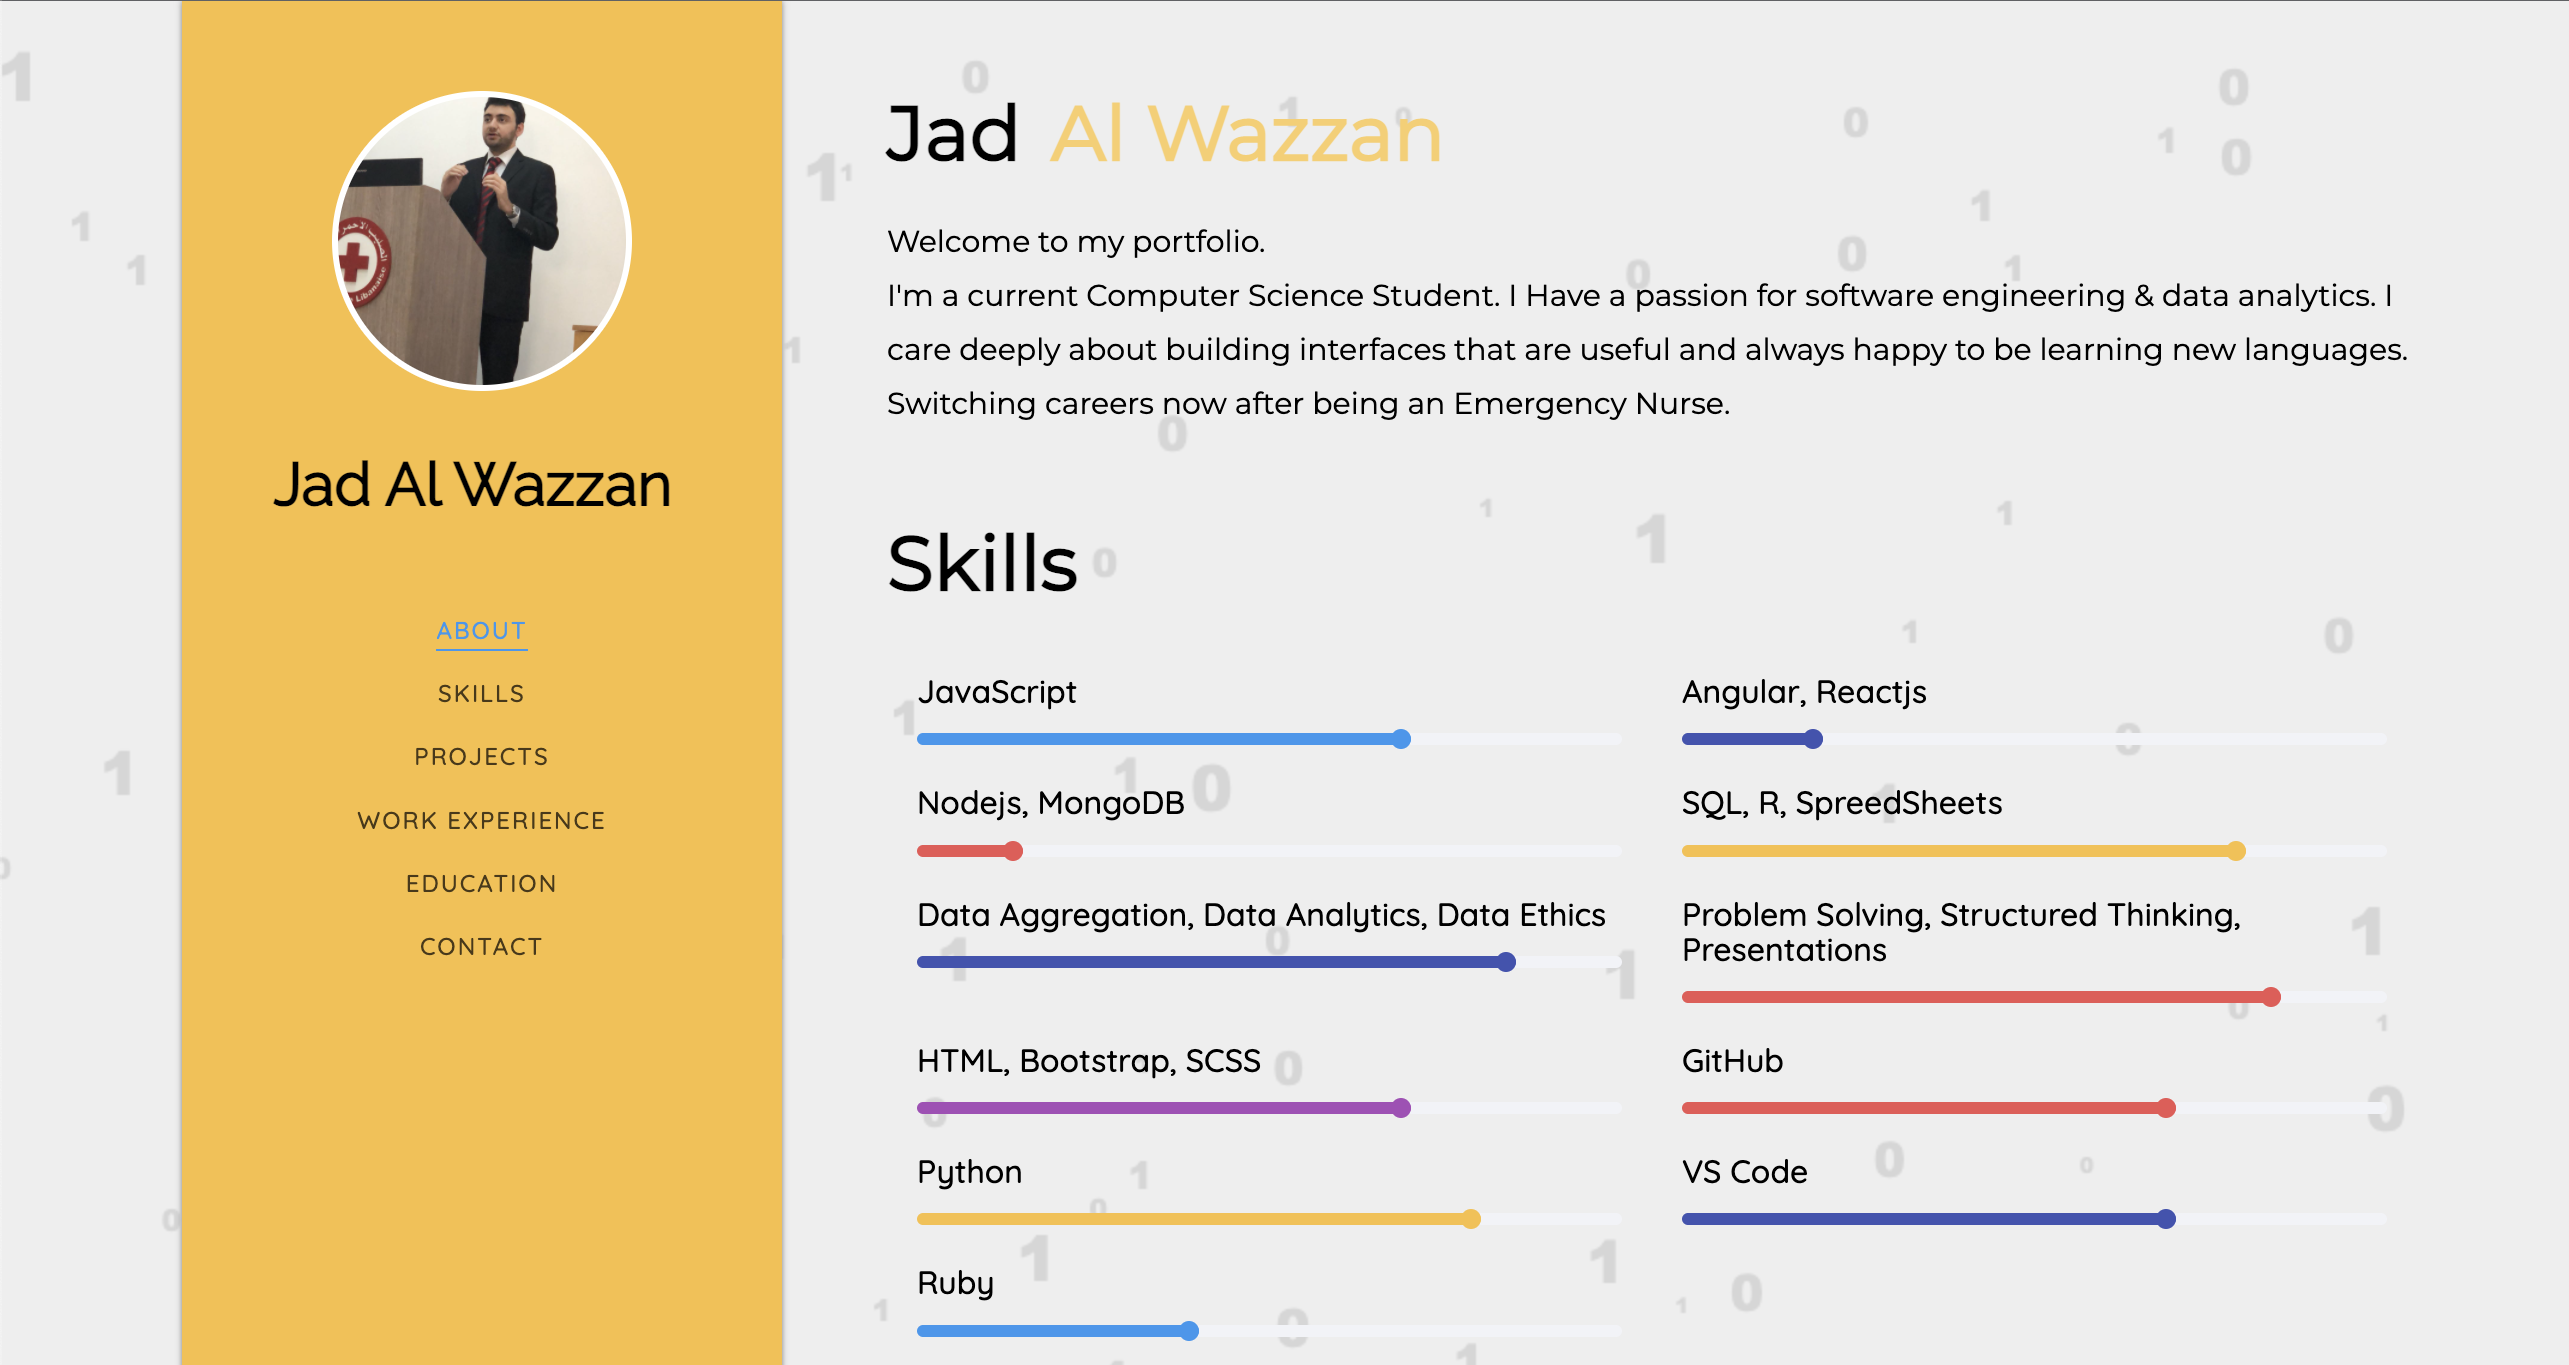 Jad Al Wazzan
ABOUT
SKILLS
PROJECTS
WORK EXPERIENCE
EDUCATION
CONTACT
Jad Al Wazzan
Welcome to my portfolio.
I'm a current Computer Science Student. I Have a passion for software engineering & data analytics. I
care deeply about building interfaces that are useful and always happy to be learning new languages.
Switching careers now after being an Emergency Nurse.
Skills
JavaScript
Angular, Reactjs
Nodejs, MongoDB
SQL, R, SpreedSheets
Data Aggregation, Data Analytics, Data Ethics
Problem Solving, Structured Thinking,
Presentations
HTML, Bootstrap, SCSS
GitHub
Python
VS Code
Ruby